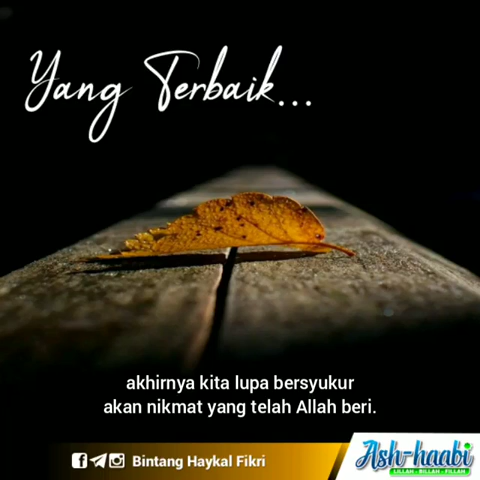 Yang Terbaik...
akhirnya kita lupa bersyukur
akan nikmat yang telah Allah beri.
Bintang Haykal Fikri
Ash-haabi
LILLAH - BILLAH - FILLAH